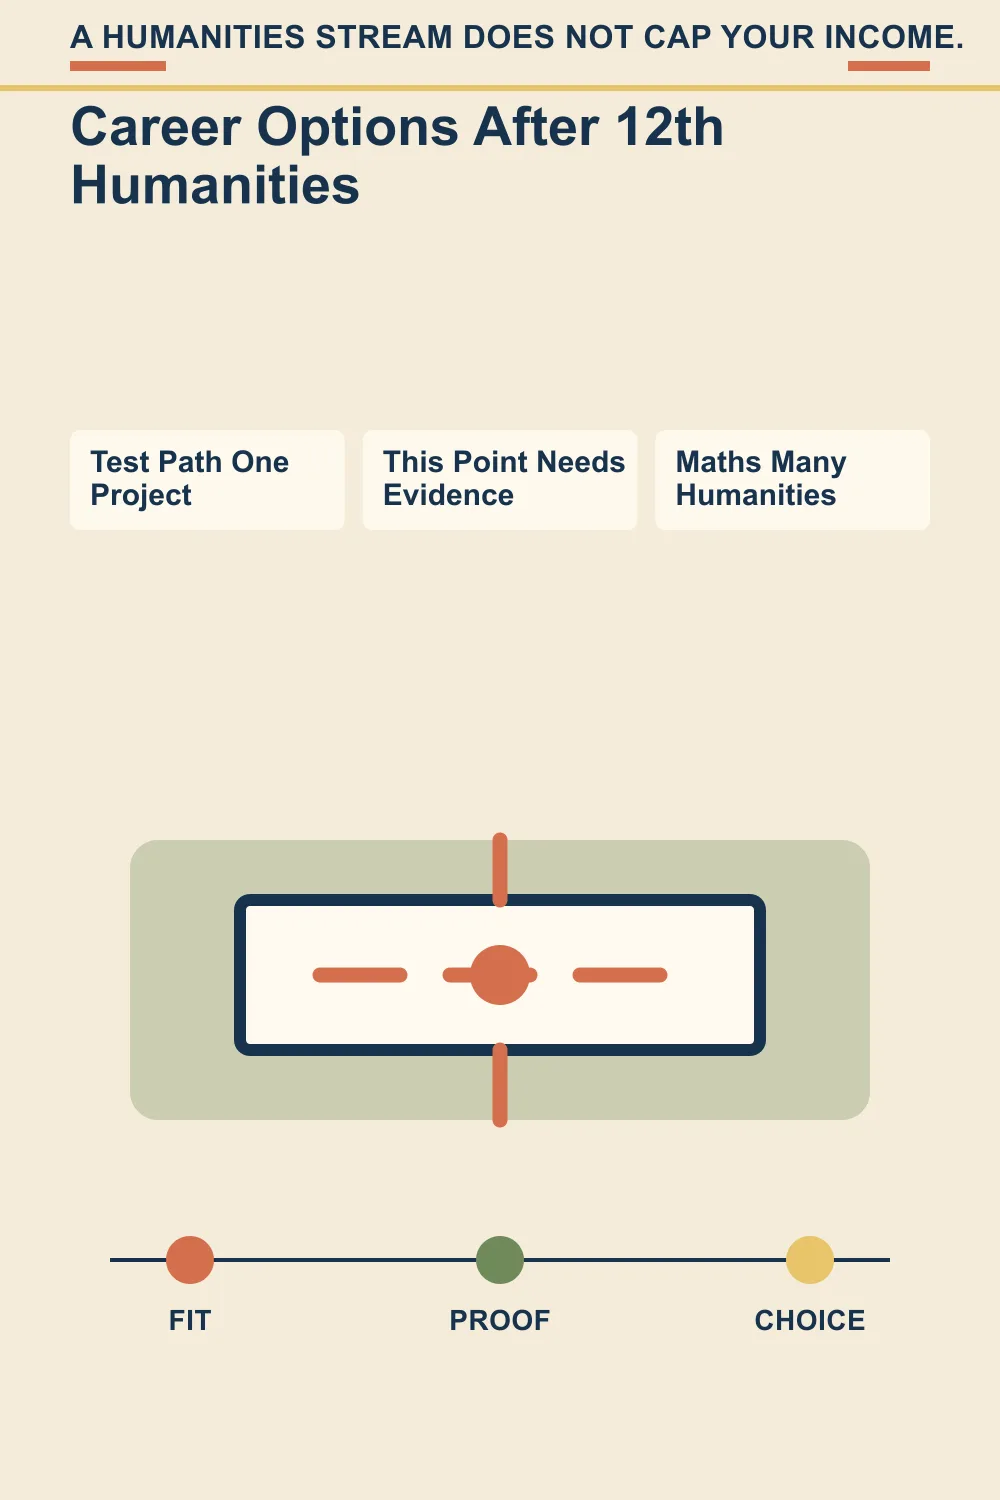 A HUMANITIES STREAM DOES NOT CAP YOUR INCOME.
Career Options After 12th
Humanities
Test Path One
Project
This Point Needs
Evidence
Maths Many
Humanities
FIT
PROOF
CHOICE